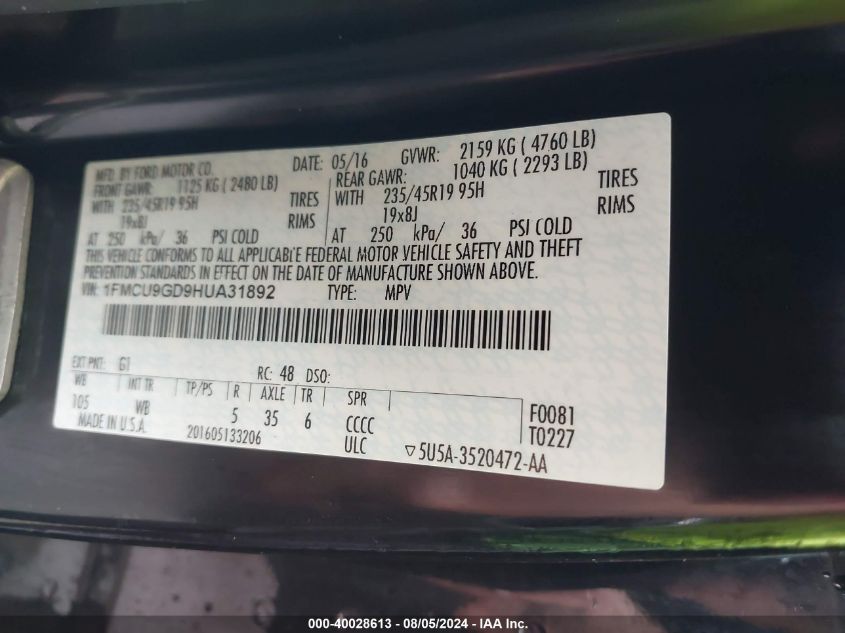 MFD. BY FORD MOTOR CO. DATE: 05/16 GVWR: 2159 KG ( 4760 LB)
FRONT GAWR: 1125 KG ( 2480 LB) REAR GAWR: 1040 KG ( 2293 LB)
WITH 235/45R19 95H TIRES WITH 235/45R19 95H TIRES
19x8J RIMS 19x8J RIMS
AT 250 kPa/ 36 PSI COLD AT 250 kPa/ 36 PSI COLD
THIS VEHICLE CONFORMS TO ALL APPLICABLE FEDERAL MOTOR VEHICLE SAFETY AND THEFT
PREVENTION STANDARDS IN EFFECT ON THE DATE OF MANUFACTURE SHOWN ABOVE.
VIN: 1FMCU9GD9HUA31892 TYPE: MPV
EXT PNT: G1 RC: 48 DSO:
WB INT TR TP/PS R AXLE TR SPR
105 WB 5 35 6 CCCC F0081
MADE IN U.S.A. 201605133206 ULC T0227
▽5U5A-3520472-AA
000-40028613 - 08/05/2024 - IAA Inc.